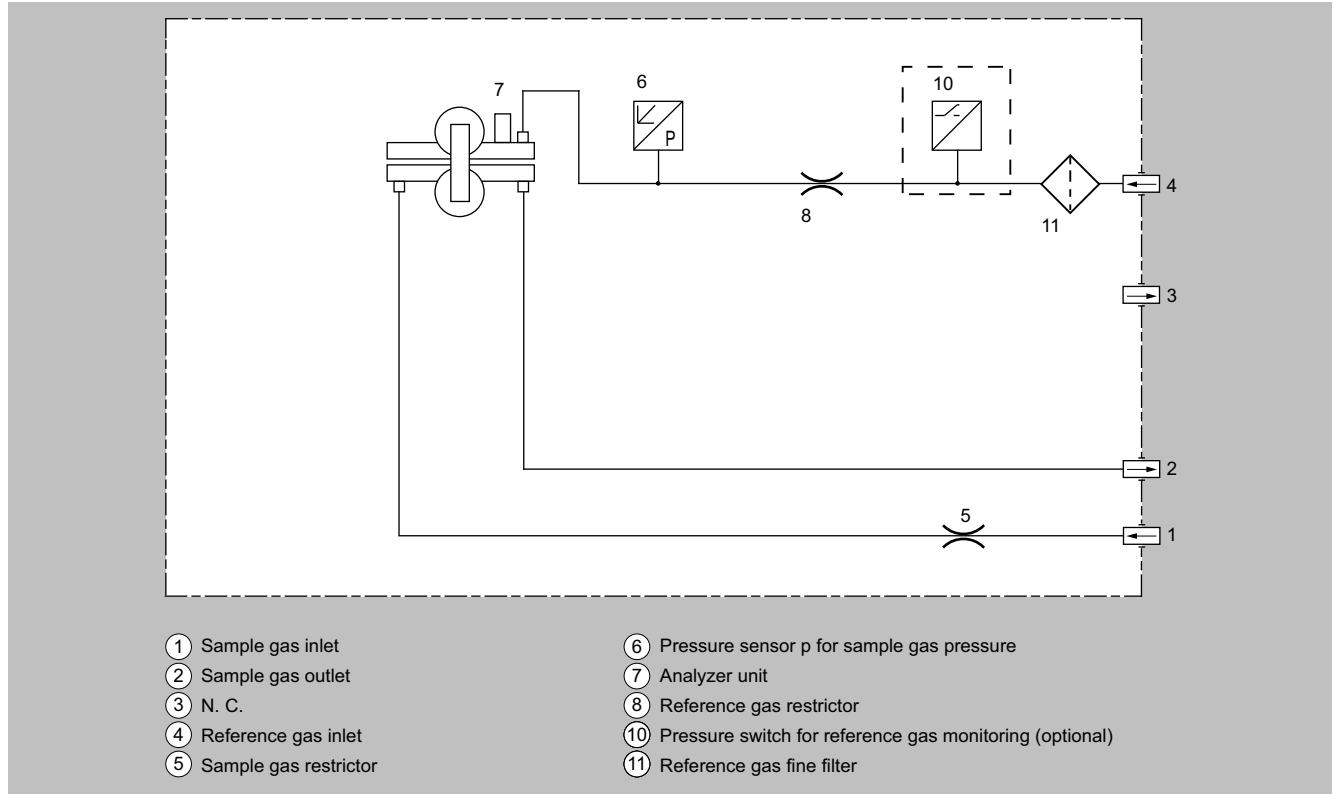 7
6
P
10
8
11
4
3
2
5
1
1 Sample gas inlet
2 Sample gas outlet
3 N. C.
4 Reference gas inlet
5 Sample gas restrictor
6 Pressure sensor p for sample gas pressure
7 Analyzer unit
8 Reference gas restrictor
10 Pressure switch for reference gas monitoring (optional)
11 Reference gas fine filter